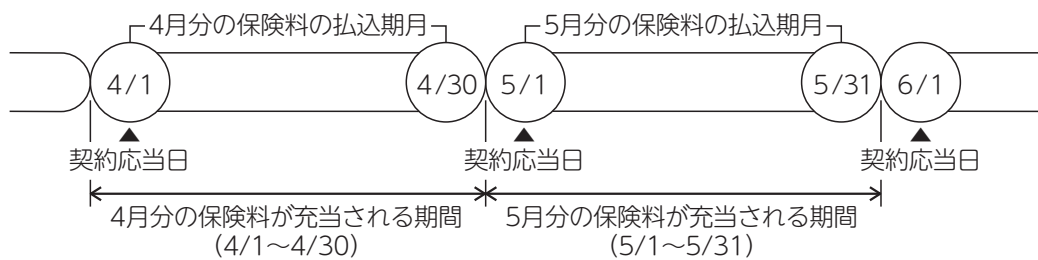 4月分の保険料の払込期月
5月分の保険料の払込期月
4/1
4/30
5/1
5/31
6/1
▲
▲
▲
契約応当日
契約応当日
契約応当日
4月分の保険料が充当される期間
(4/1〜4/30)
5月分の保険料が充当される期間
(5/1〜5/31)